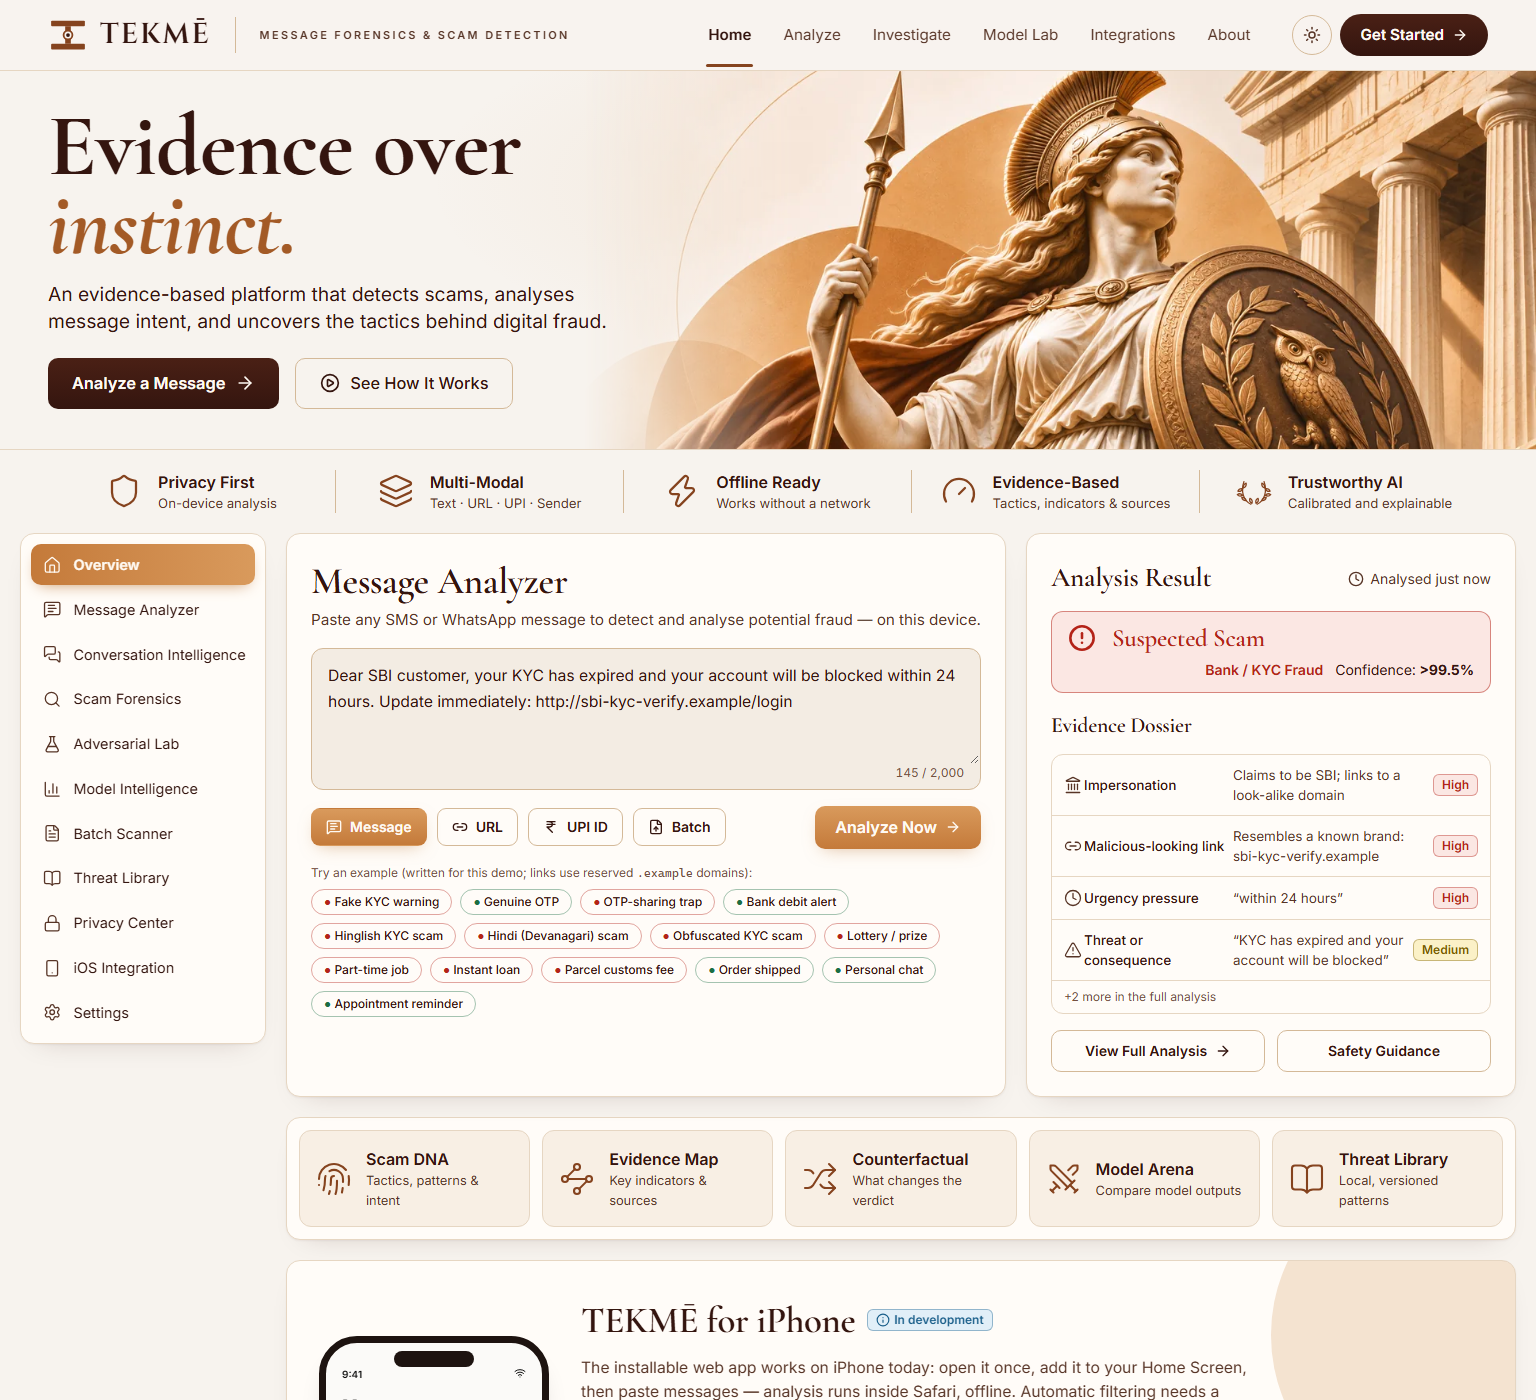 TEKMĒ
MESSAGE FORENSICS & SCAM DETECTION
Home
Analyze
Investigate
Model Lab
Integrations
About
Get Started
Evidence over
instinct.
An evidence-based platform that detects scams, analyses
message intent, and uncovers the tactics behind digital fraud.
Analyze a Message
See How It Works
Privacy First
On-device analysis
Multi-Modal
Text · URL · UPI · Sender
Offline Ready
Works without a network
Evidence-Based
Tactics, indicators & sources
Trustworthy AI
Calibrated and explainable
Overview
Message Analyzer
Conversation Intelligence
Scam Forensics
Adversarial Lab
Model Intelligence
Batch Scanner
Threat Library
Privacy Center
iOS Integration
Settings
Message Analyzer
Paste any SMS or WhatsApp message to detect and analyse potential fraud — on this device.
Dear SBI customer, your KYC has expired and your account will be blocked within 24
hours. Update immediately: http://sbi-kyc-verify.example/login
145 / 2,000
Message
URL
₹ UPI ID
Batch
Analyze Now
Try an example (written for this demo; links use reserved .example domains):
● Fake KYC warning
● Genuine OTP
● OTP-sharing trap
● Bank debit alert
● Hinglish KYC scam
● Hindi (Devanagari) scam
● Obfuscated KYC scam
● Lottery / prize
● Part-time job
● Instant loan
● Parcel customs fee
● Order shipped
● Personal chat
● Appointment reminder
Analysis Result
Analysed just now
Suspected Scam
Bank / KYC Fraud Confidence: >99.5%
Evidence Dossier
Impersonation
Claims to be SBI; links to a
look-alike domain
High
Malicious-looking link
Resembles a known brand:
sbi-kyc-verify.example
High
Urgency pressure
“within 24 hours”
High
Threat or
consequence
“KYC has expired and your
account will be blocked”
Medium
+2 more in the full analysis
View Full Analysis
Safety Guidance
Scam DNA
Tactics, patterns &
intent
Evidence Map
Key indicators &
sources
Counterfactual
What changes the
verdict
Model Arena
Compare model outputs
Threat Library
Local, versioned
patterns
9:41
TEKMĒ for iPhone
In development
The installable web app works on iPhone today: open it once, add it to your Home Screen,
then paste messages — analysis runs inside Safari, offline. Automatic filtering needs a